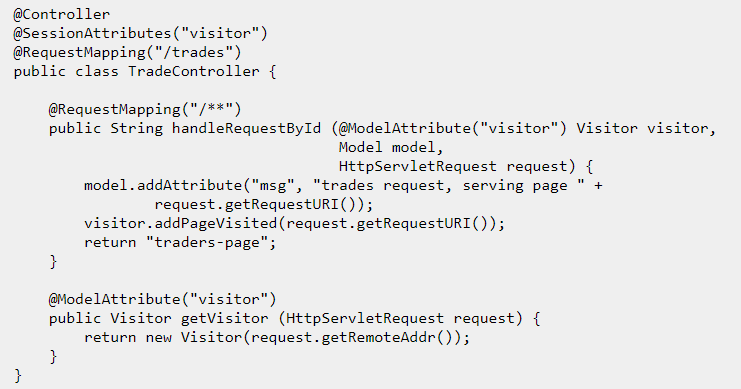 @Controller
@SessionAttributes("visitor")
@RequestMapping("/trades")
public class TradeController {

    @RequestMapping("/**")
    public String handleRequestById (@ModelAttribute("visitor") Visitor visitor,
                                     Model model,
                                     HttpServletRequest request) {
        model.addAttribute("msg", "trades request, serving page " +
                request.getRequestURI());
        visitor.addPageVisited(request.getRequestURI());
        return "traders-page";
    }

    @ModelAttribute("visitor")
    public Visitor getVisitor (HttpServletRequest request) {
        return new Visitor(request.getRemoteAddr());
    }
}